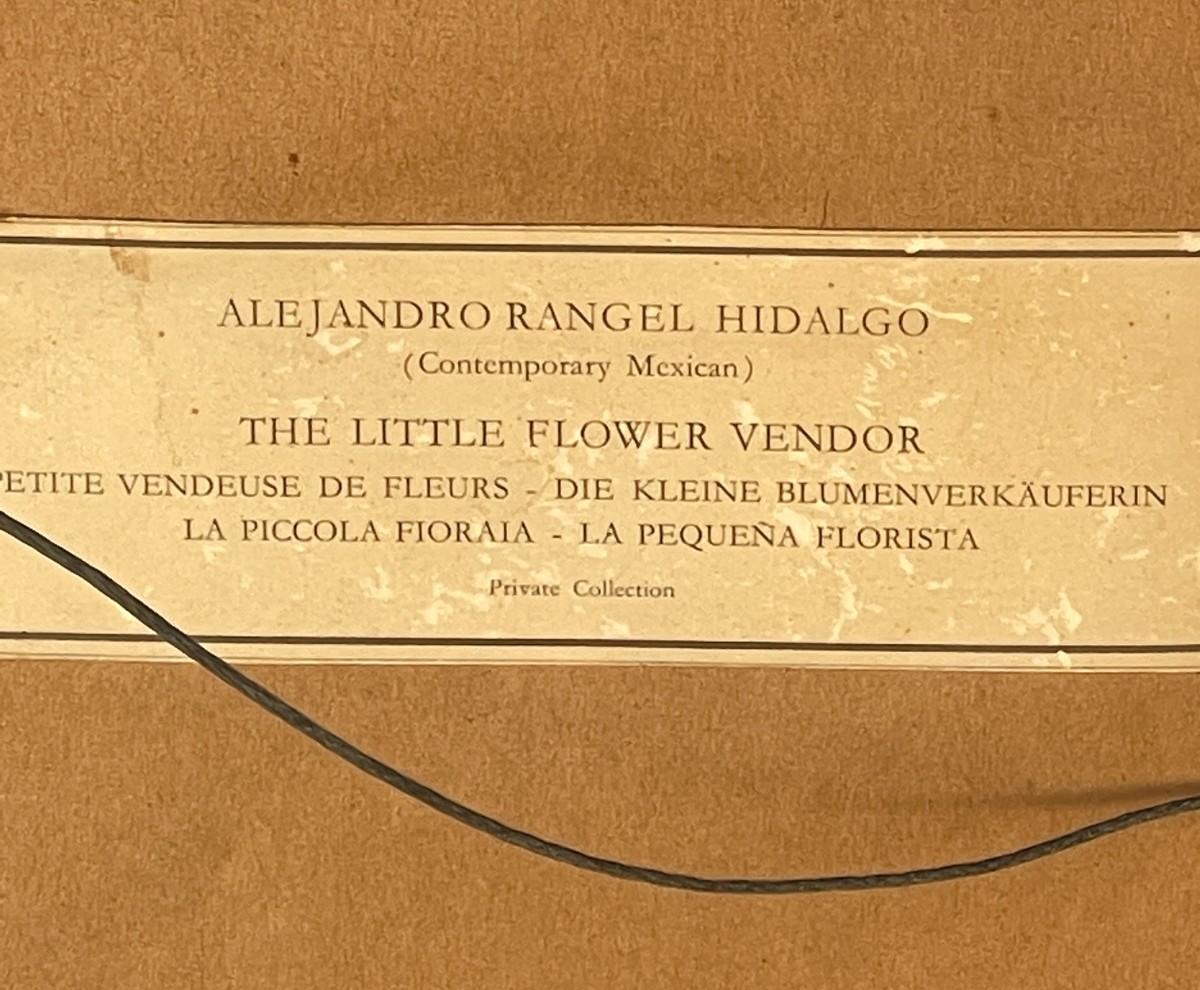 ALEJANDRO RANGEL HIDALGO
(Contemporary Mexican)
THE LITTLE FLOWER VENDOR
PETITE VENDEUSE DE FLEURS - DIE KLEINE BLUMENVERKÄUFERIN
LA PICCOLA FIORAIA - LA PEQUEÑA FLORISTA
Private Collection